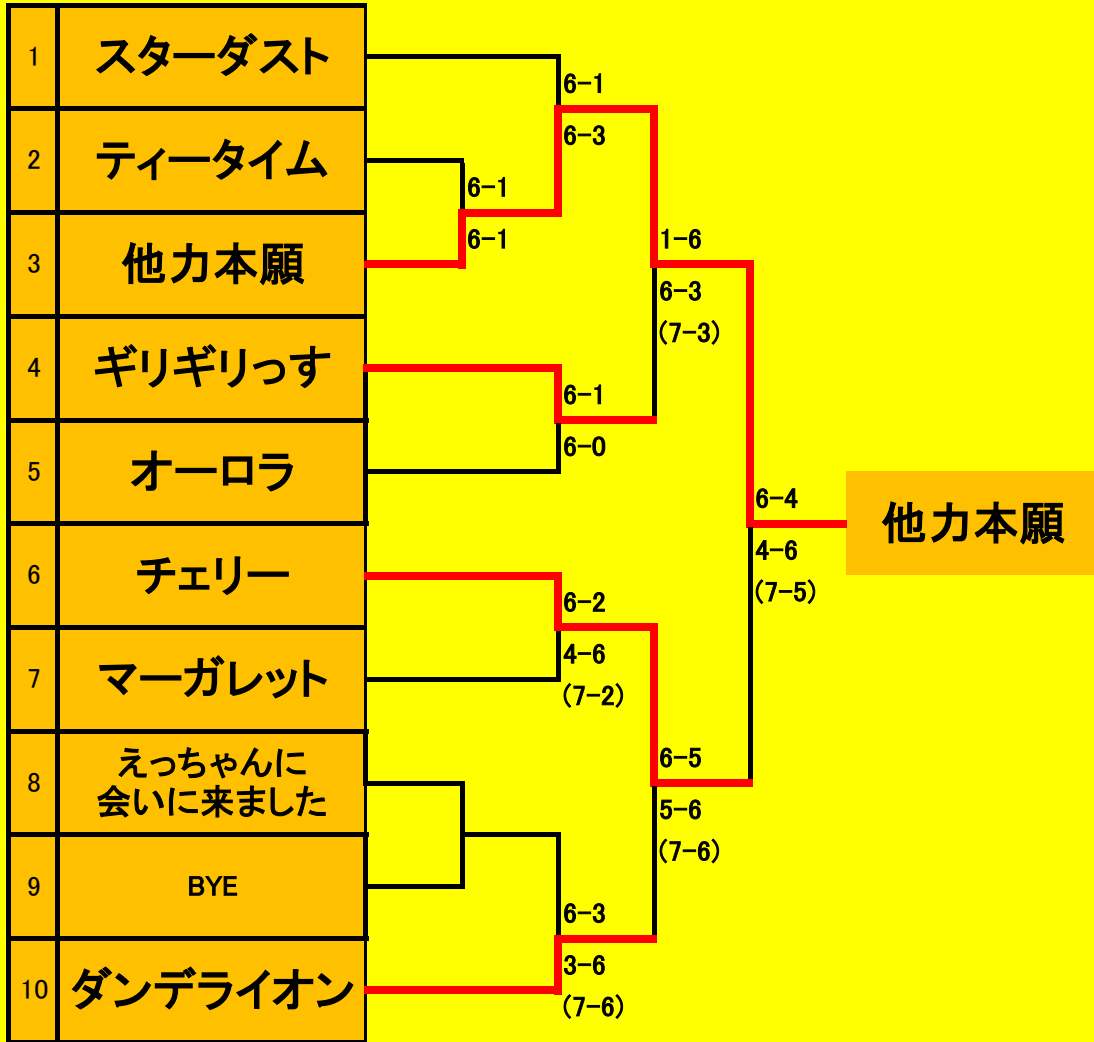 1 スターダスト
2 ティータイム
3 他力本願
4 ギリギリっす
5 オーロラ
6 チェリー
7 マーガレット
8 えっちゃんに
会いに来ました
9 BYE
10 ダンデライオン
6-1
6-1
6-1
6-3
6-1
6-0
6-2
4-6
(7-2)
6-3
3-6
(7-6)
1-6
6-3
(7-3)
6-5
5-6
(7-6)
6-4
4-6
(7-5)
他力本願